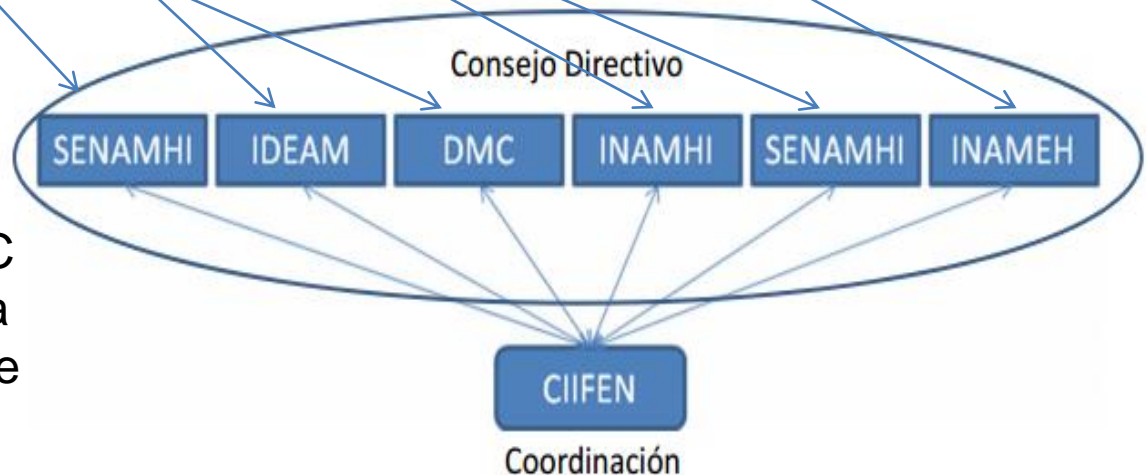 Consejo Directivo
SENAMHI IDEAM DMC INAMHI SENAMHI INAMEH
C
a
e
CIIFEN
Coordinación